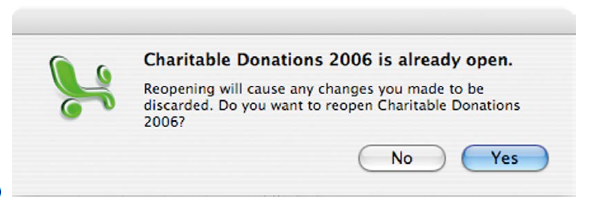 Charitable Donations 2006 is already open.
Reopening will cause any changes you made to be
discarded. Do you want to reopen Charitable Donations
2006?
No Yes